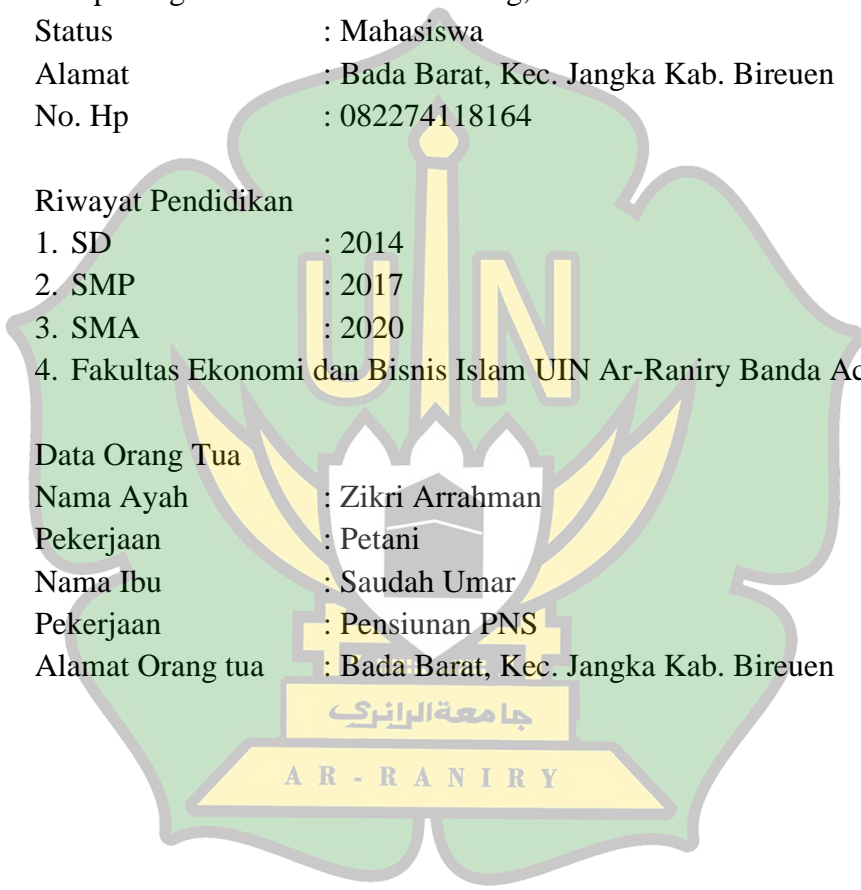 Status : Mahasiswa
Alamat : Bada Barat, Kec. Jangka Kab. Bireuen
No. Hp : 082274118164
Riwayat Pendidikan
1. SD : 2014
2. SMP : 2017
3. SMA : 2020
4. Fakultas Ekonomi dan Bisnis Islam UIN Ar-Raniry Banda
Data Orang Tua
Nama Ayah : Zikri Arrahman
Pekerjaan : Petani
Nama Ibu : Saudah Umar
Pekerjaan : Pensiunan PNS
Alamat Orang tua : Bada Barat, Kec. Jangka Kab. Bireuen
UIN
جامعة الرانري
AR-RANIRY